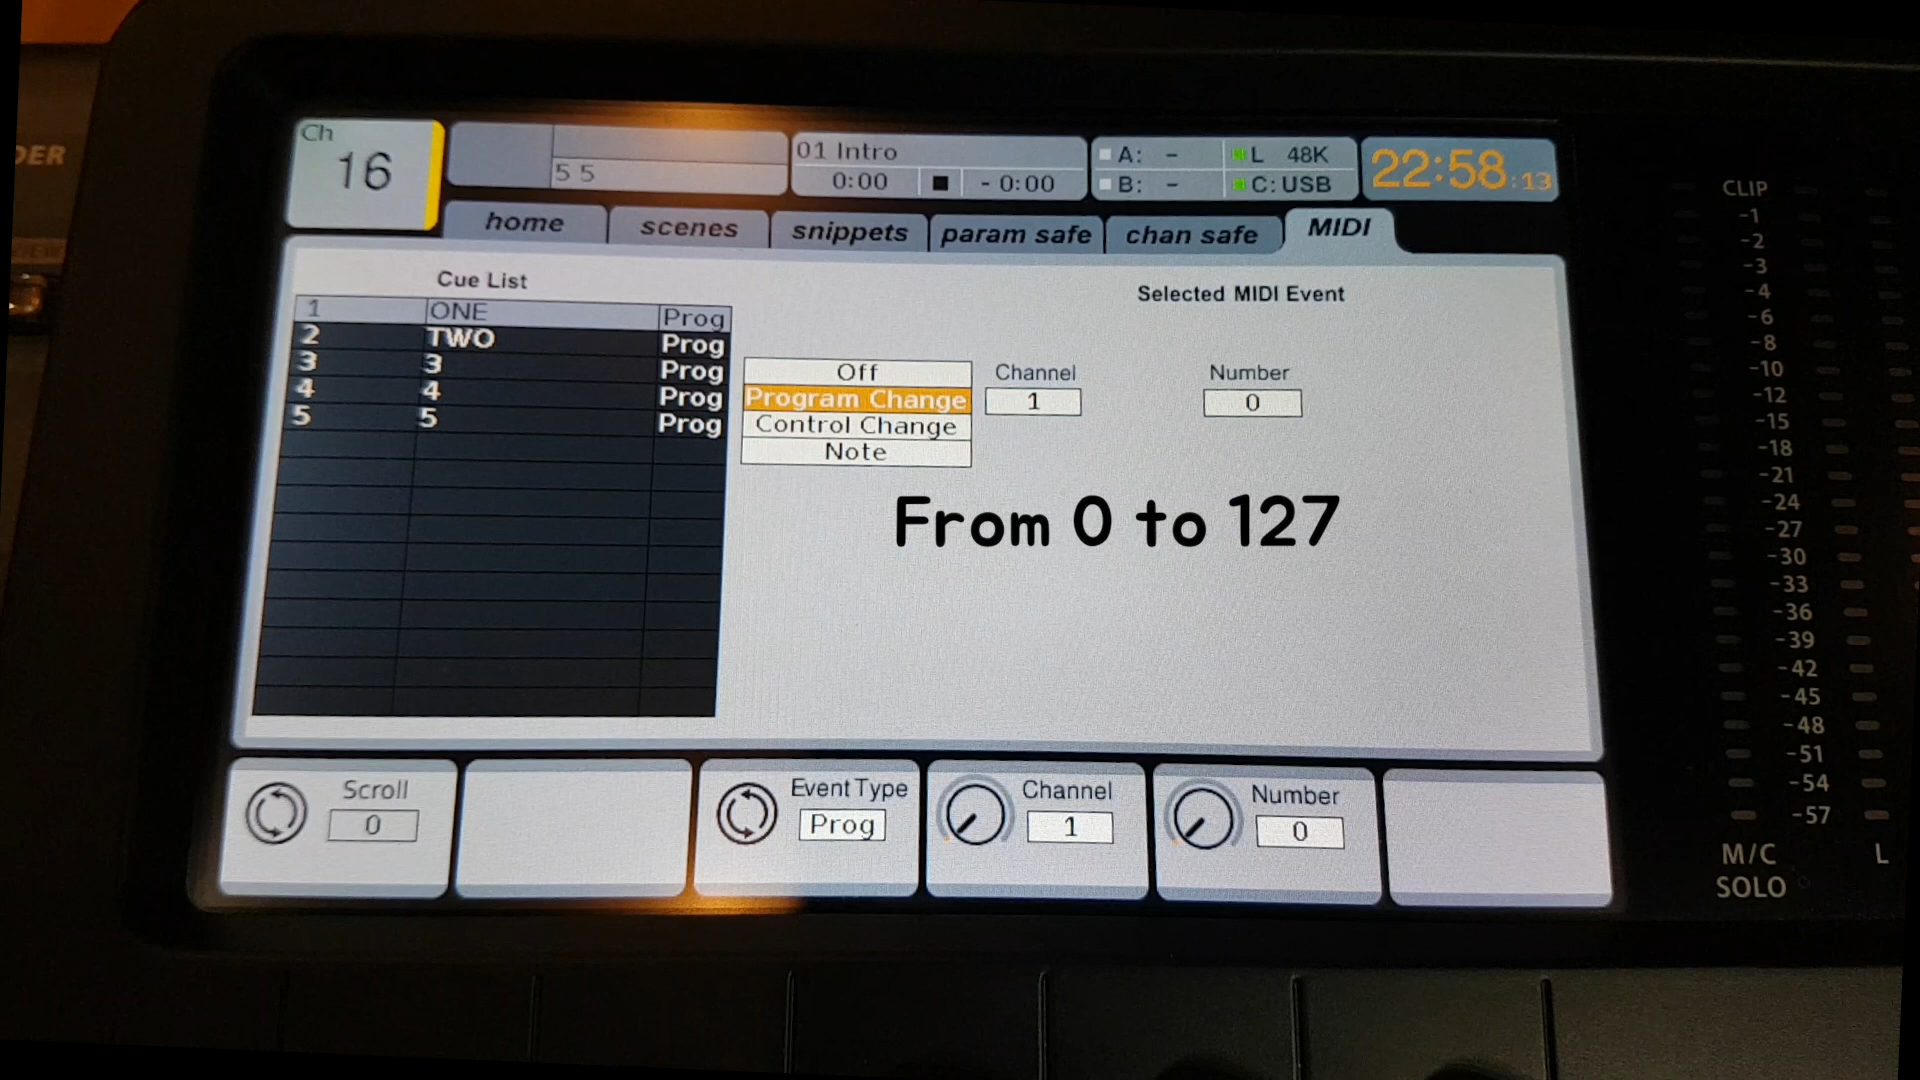 DER
Ch
16
5 5
01 Intro
0:00 - 0:00
A: - L 48K
B: - C: USB
22:58:13
home scenes snippets param safe chan safe MIDI
Cue List
1 ONE Prog
2 TWO Prog
3 3 Prog
4 4 Prog
5 5 Prog
Selected MIDI Event
Off
Program Change
Control Change
Note
Channel
1
Number
0
From 0 to 127
Scroll
0
Event Type
Prog
Channel
1
Number
0
CLIP
-1
-2
-3
-4
-6
-8
-10
-12
-15
-18
-21
-24
-27
-30
-33
-36
-39
-42
-45
-48
-51
-54
-57
M/C L
SOLO